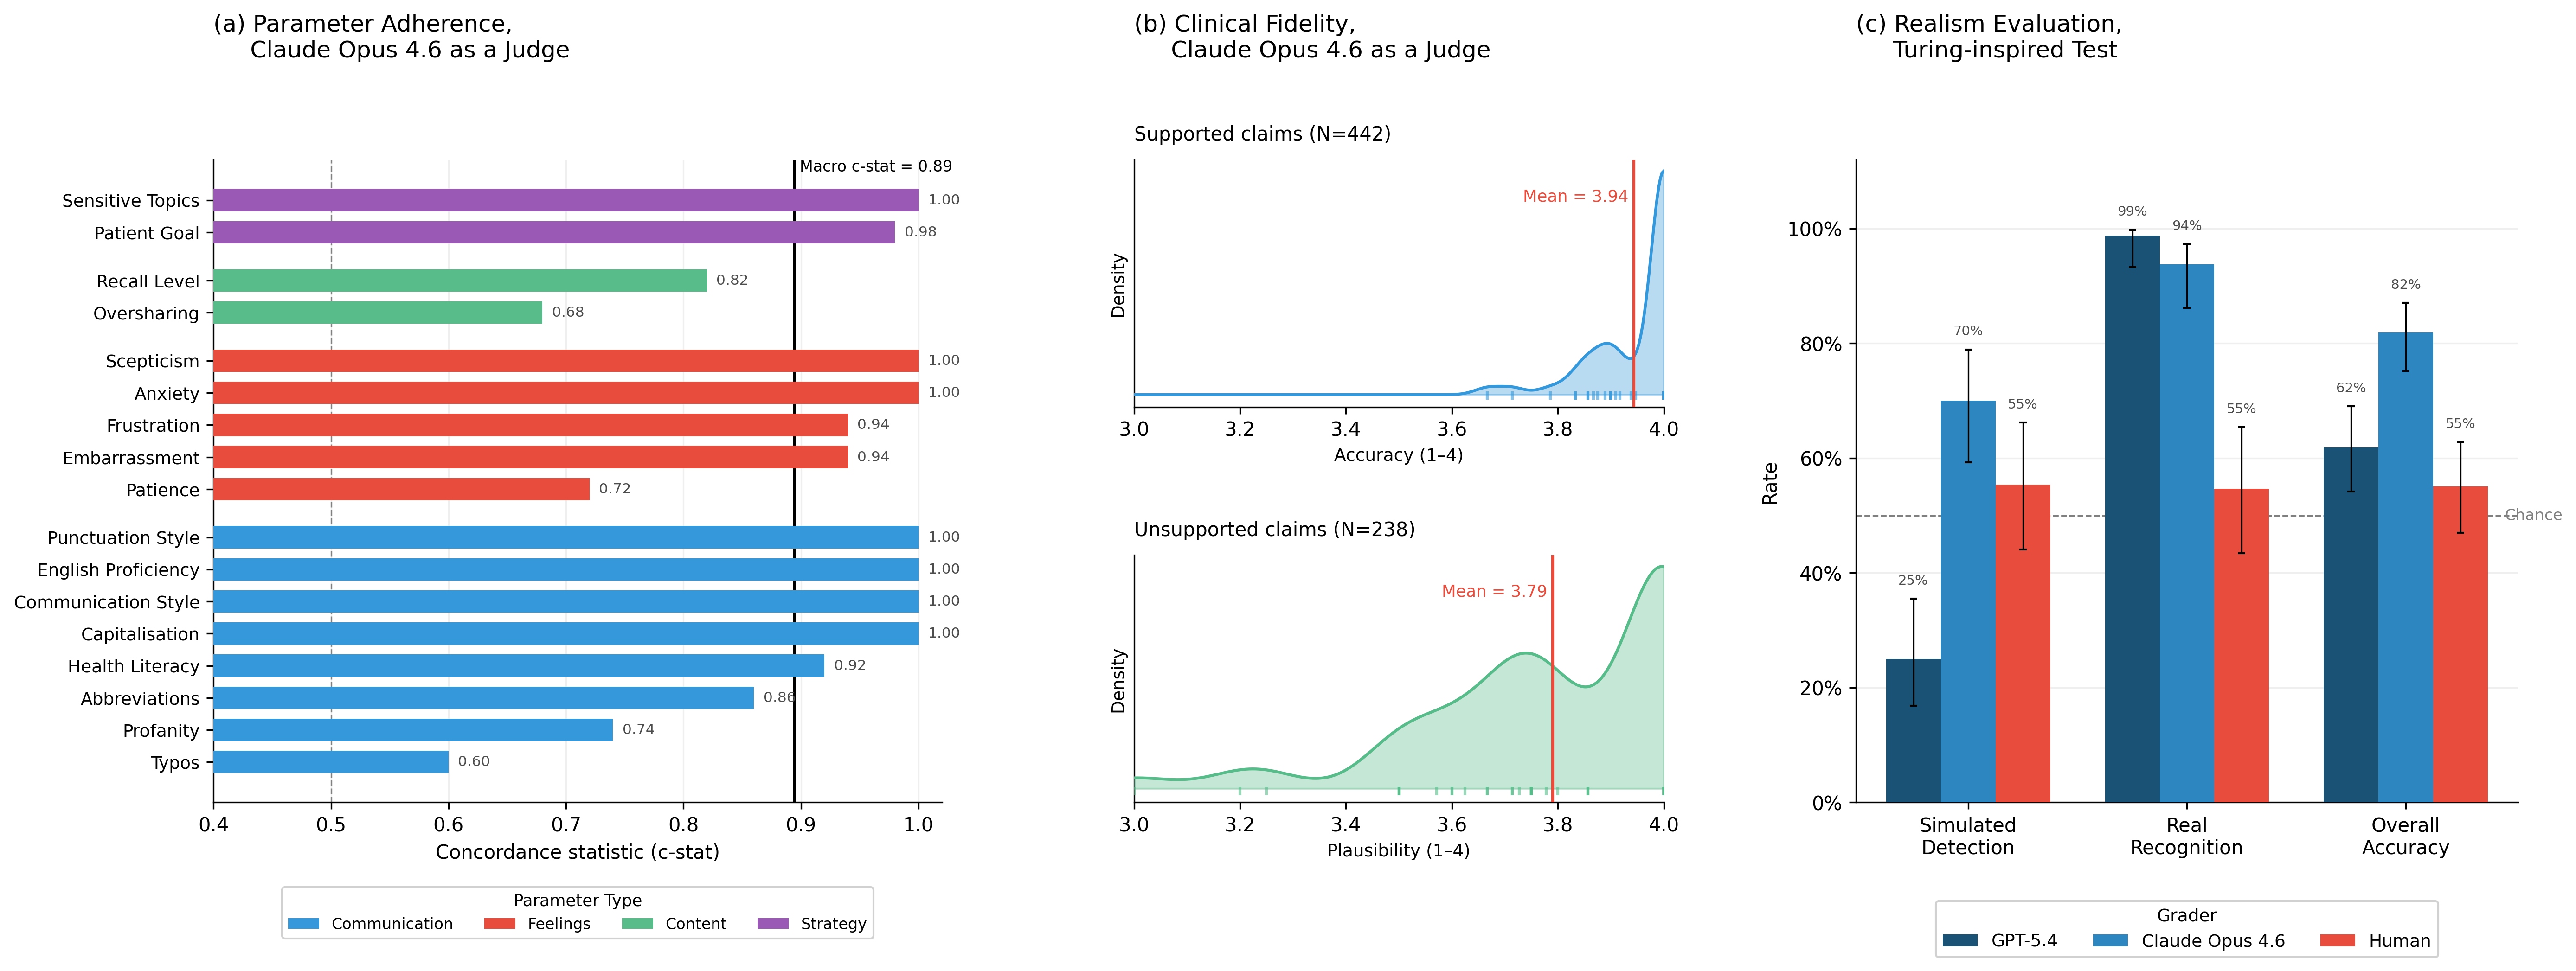 (a) Parameter Adherence,
Claude Opus 4.6 as a Judge
Macro c-stat = 0.89
Sensitive Topics 1.00
Patient Goal 0.98
Recall Level 0.82
Oversharing 0.68
Scepticism 1.00
Anxiety 1.00
Frustration 0.94
Embarrassment 0.94
Patience 0.72
Punctuation Style 1.00
English Proficiency 1.00
Communication Style 1.00
Capitalisation 1.00
Health Literacy 0.92
Abbreviations 0.86
Profanity 0.74
Typos 0.60
0.4 0.5 0.6 0.7 0.8 0.9 1.0
Concordance statistic (c-stat)
Parameter Type
Communication Feelings Content Strategy
(b) Clinical Fidelity,
Claude Opus 4.6 as a Judge
Supported claims (N=442)
Mean = 3.94
Density
3.0 3.2 3.4 3.6 3.8 4.0
Accuracy (1–4)
Unsupported claims (N=238)
Mean = 3.79
Density
3.0 3.2 3.4 3.6 3.8 4.0
Plausibility (1–4)
(c) Realism Evaluation,
Turing-inspired Test
Rate
100%
80%
60%
40%
20%
0%
25% 70% 55%
99% 94% 55%
62% 82% 55%
Chance
Simulated
Detection
Real
Recognition
Overall
Accuracy
Grader
GPT-5.4 Claude Opus 4.6 Human